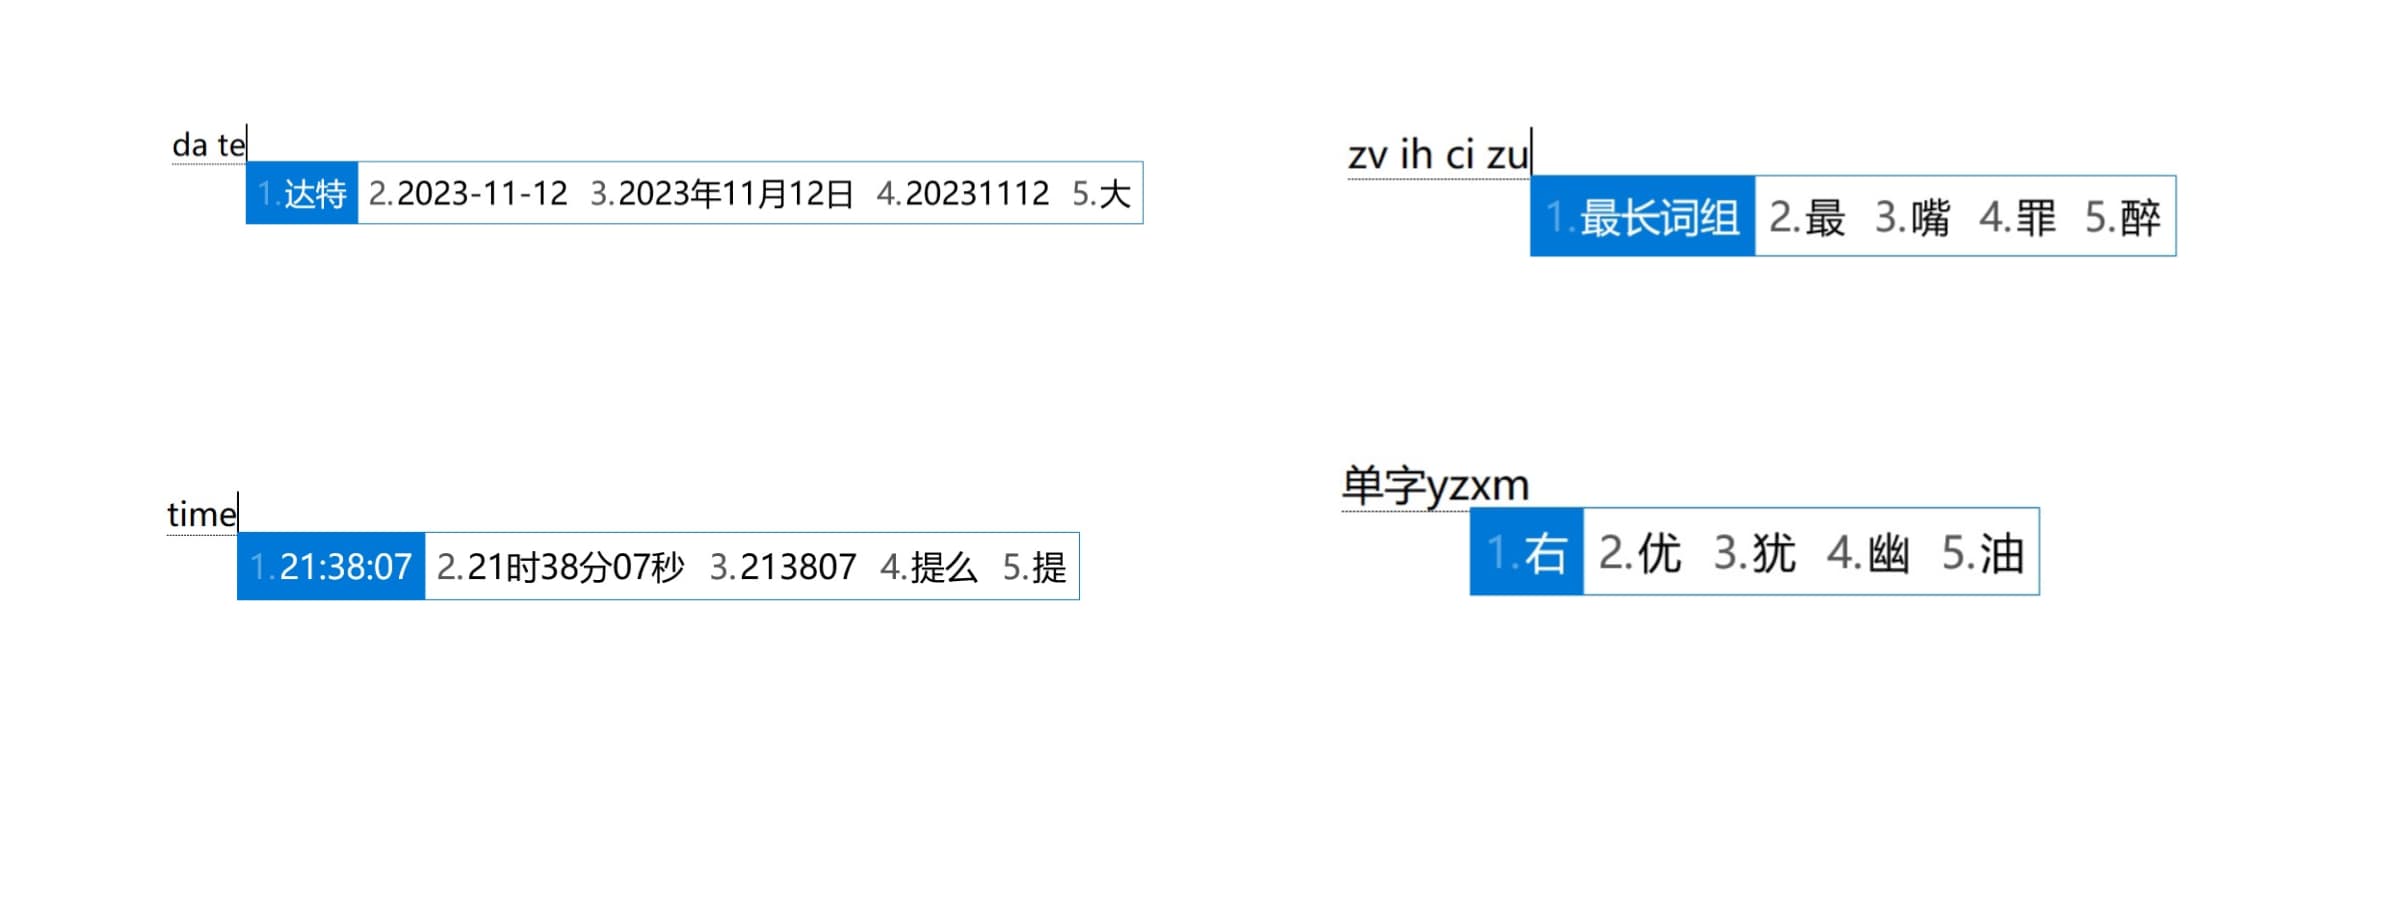 da te
1.达特 2.2023-11-12 3.2023年11月12日 4.20231112 5.大
zv ih ci zu
1.最长词组 2.最 3.嘴 4.罪 5.醉
time
1.21:38:07 2.21时38分07秒 3.213807 4.提么 5.提
单字yzxm
1.右 2.优 3.犹 4.幽 5.油